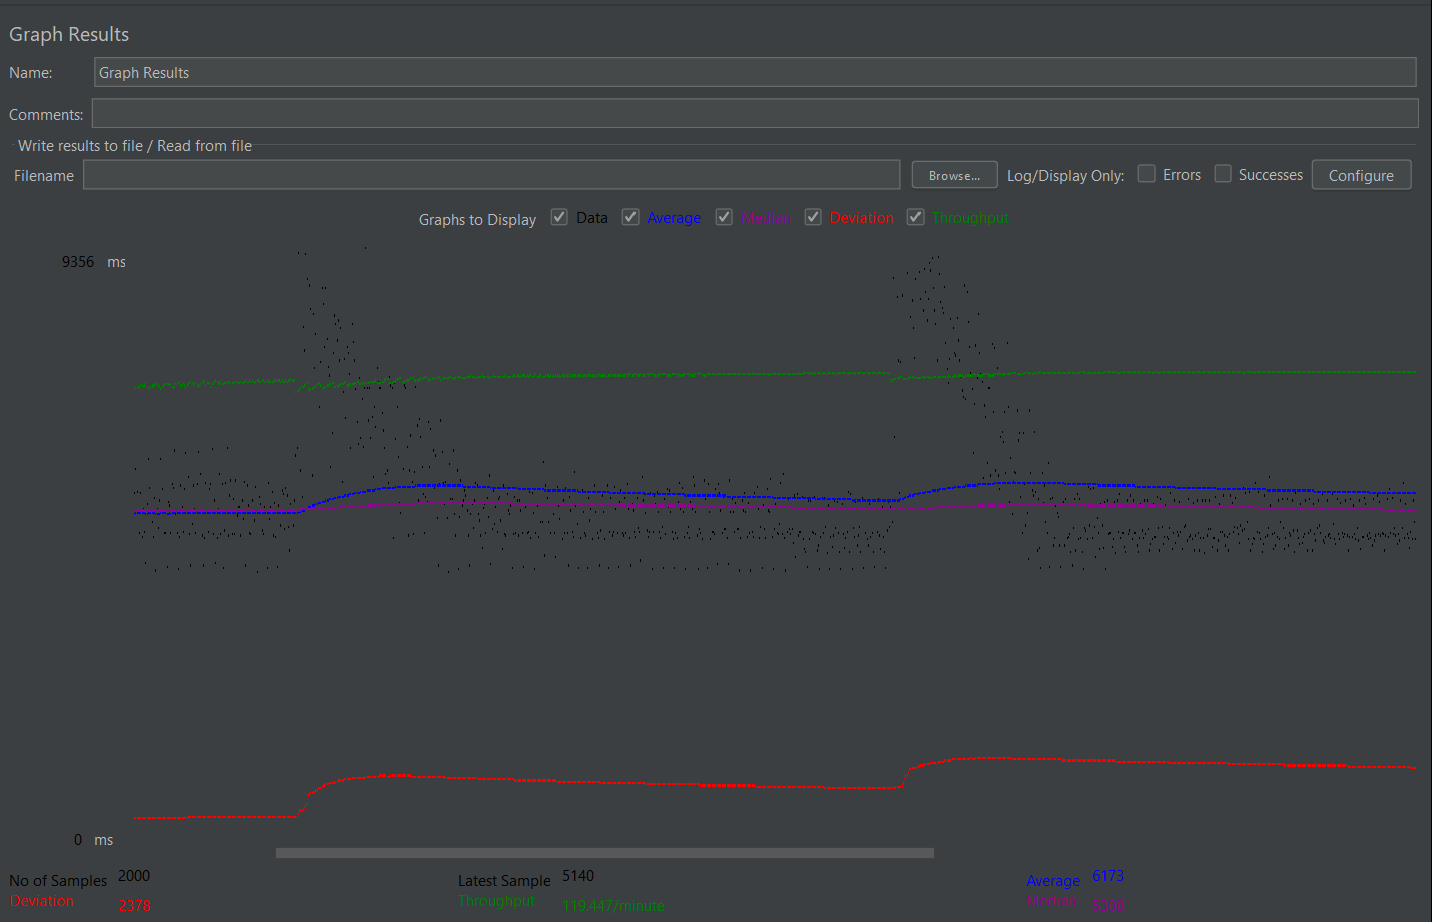 Graph Results
Name: Graph Results
Comments:
Write results to file / Read from file
Filename Browse... Log/Display Only: Errors Successes Configure
Graphs to Display Data Average Median Deviation Throughput
9356 ms
0 ms
No of Samples 2000 Latest Sample 5140 Average 6173
Deviation 2378 Throughput 119.447/minute Median